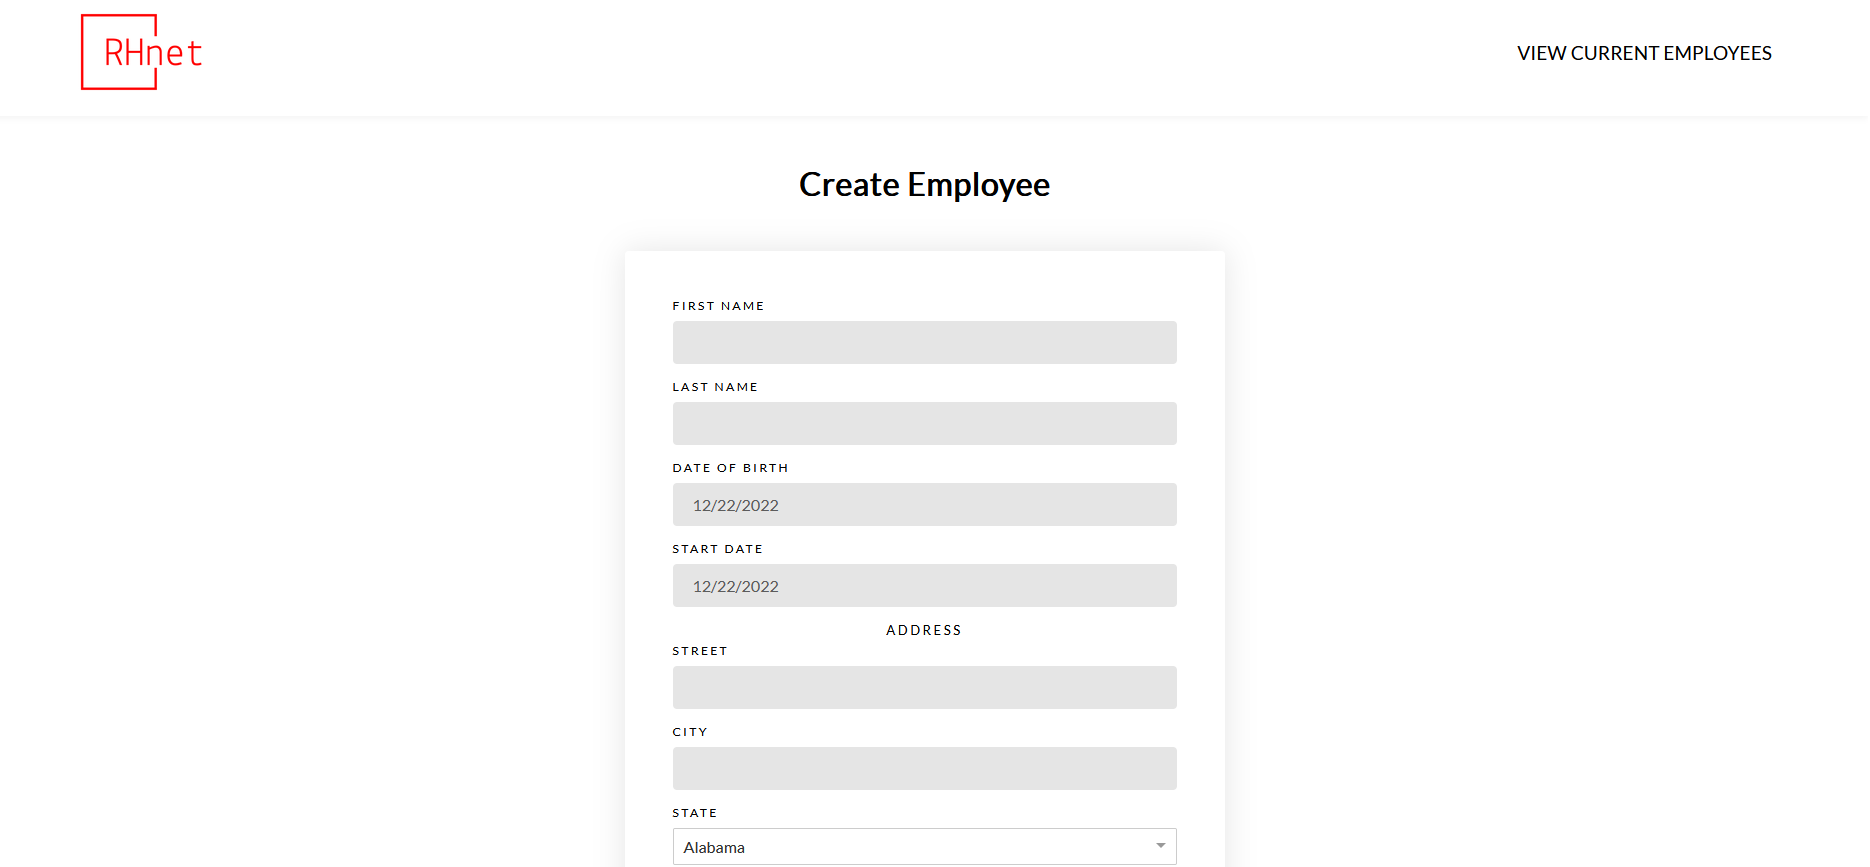 RHnet
VIEW CURRENT EMPLOYEES
Create Employee
FIRST NAME
LAST NAME
DATE OF BIRTH
12/22/2022
START DATE
12/22/2022
ADDRESS
STREET
CITY
STATE
Alabama